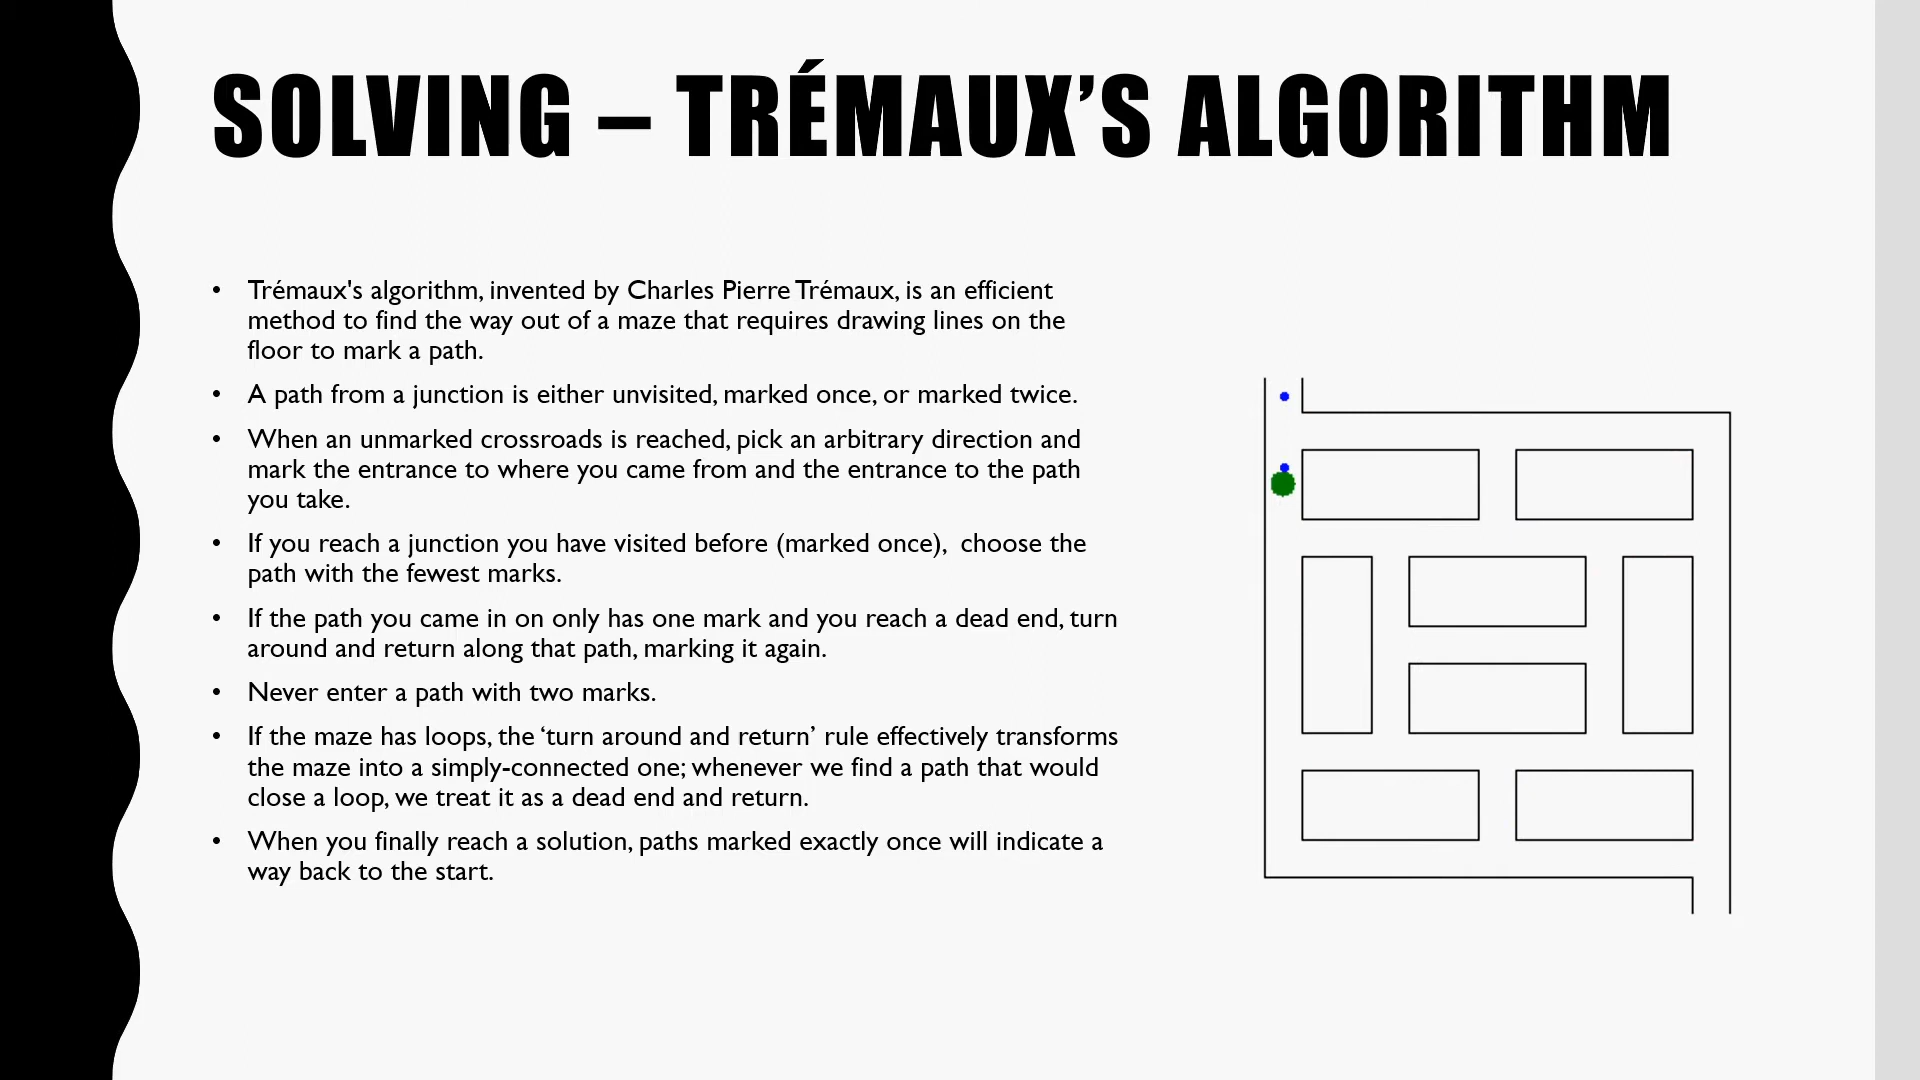 SOLVING – TRÉMAUX’S ALGORITHM
• Trémaux's algorithm, invented by Charles Pierre Trémaux, is an efficient
method to find the way out of a maze that requires drawing lines on the
floor to mark a path.
• A path from a junction is either unvisited, marked once, or marked twice.
• When an unmarked crossroads is reached, pick an arbitrary direction and
mark the entrance to where you came from and the entrance to the path
you take.
• If you reach a junction you have visited before (marked once),  choose the
path with the fewest marks.
• If the path you came in on only has one mark and you reach a dead end, turn
around and return along that path, marking it again.
• Never enter a path with two marks.
• If the maze has loops, the ‘turn around and return’ rule effectively transforms
the maze into a simply-connected one; whenever we find a path that would
close a loop, we treat it as a dead end and return.
• When you finally reach a solution, paths marked exactly once will indicate a
way back to the start.